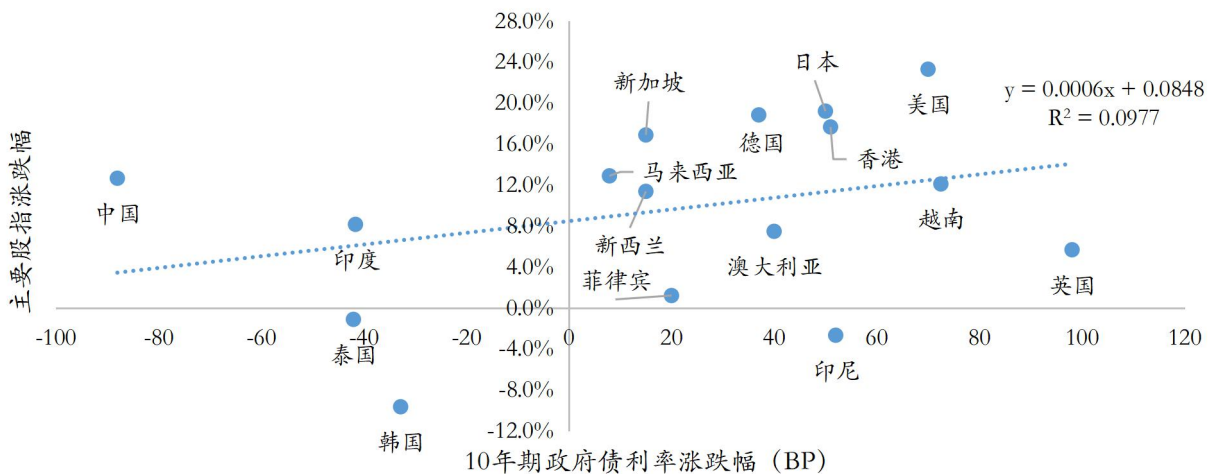 主要股指涨跌幅
28.0%
24.0%
20.0%
16.0%
12.0%
8.0%
4.0%
0.0%
-4.0%
-8.0%
-12.0%
日本
新加坡
美国
y = 0.0006x + 0.0848
R² = 0.0977
德国
香港
马来西亚
中国
越南
新西兰
印度
澳大利亚
菲律宾
英国
-100 -80 -60 -40 -20 0 20 40 60 80 100 120
泰国
印尼
韩国
10年期政府债利率涨跌幅（BP）